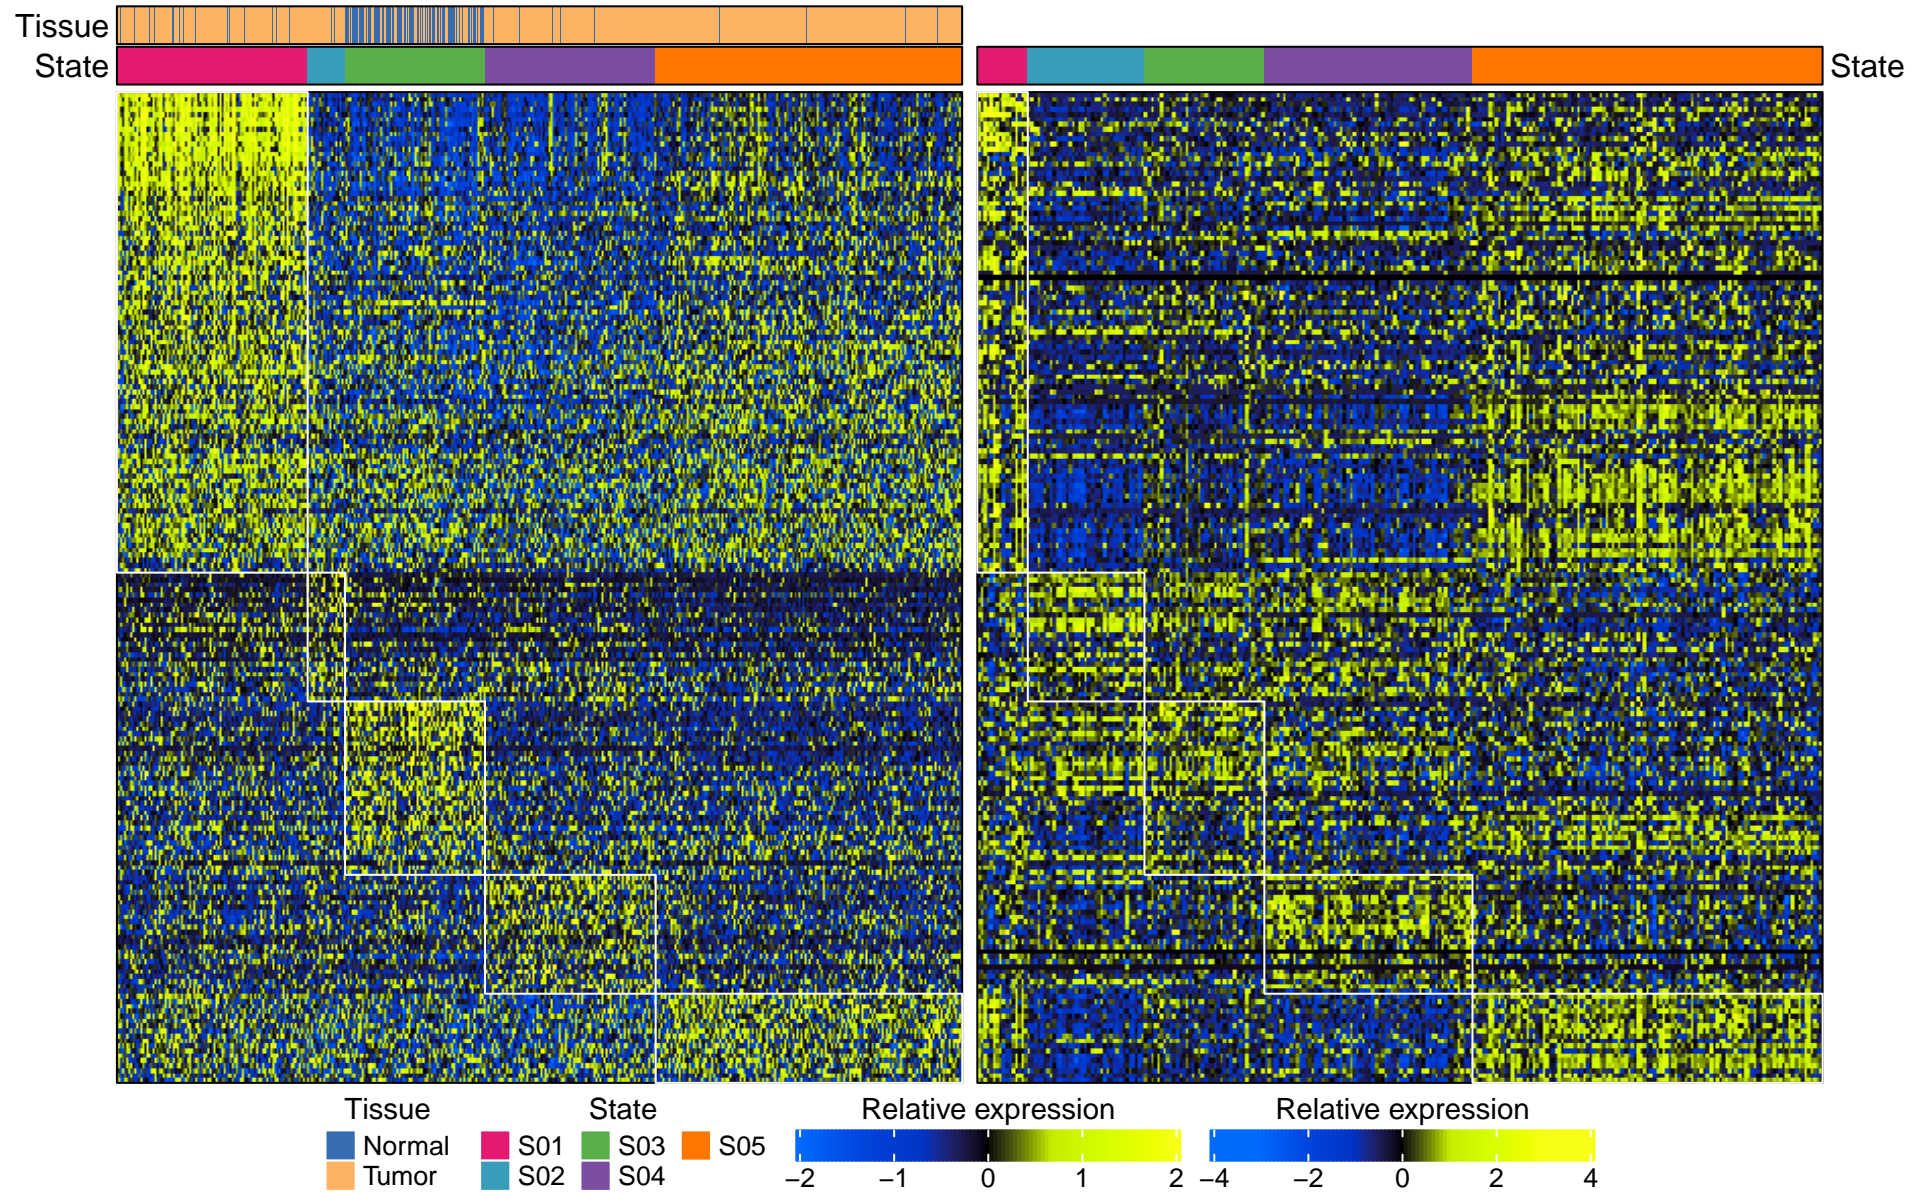 Tissue
State
State
Tissue State Relative expression Relative expression
Normal S01 S03 S05
Tumor S02 S04
−2 −1 0 1 2 −4 −2 0 2 4